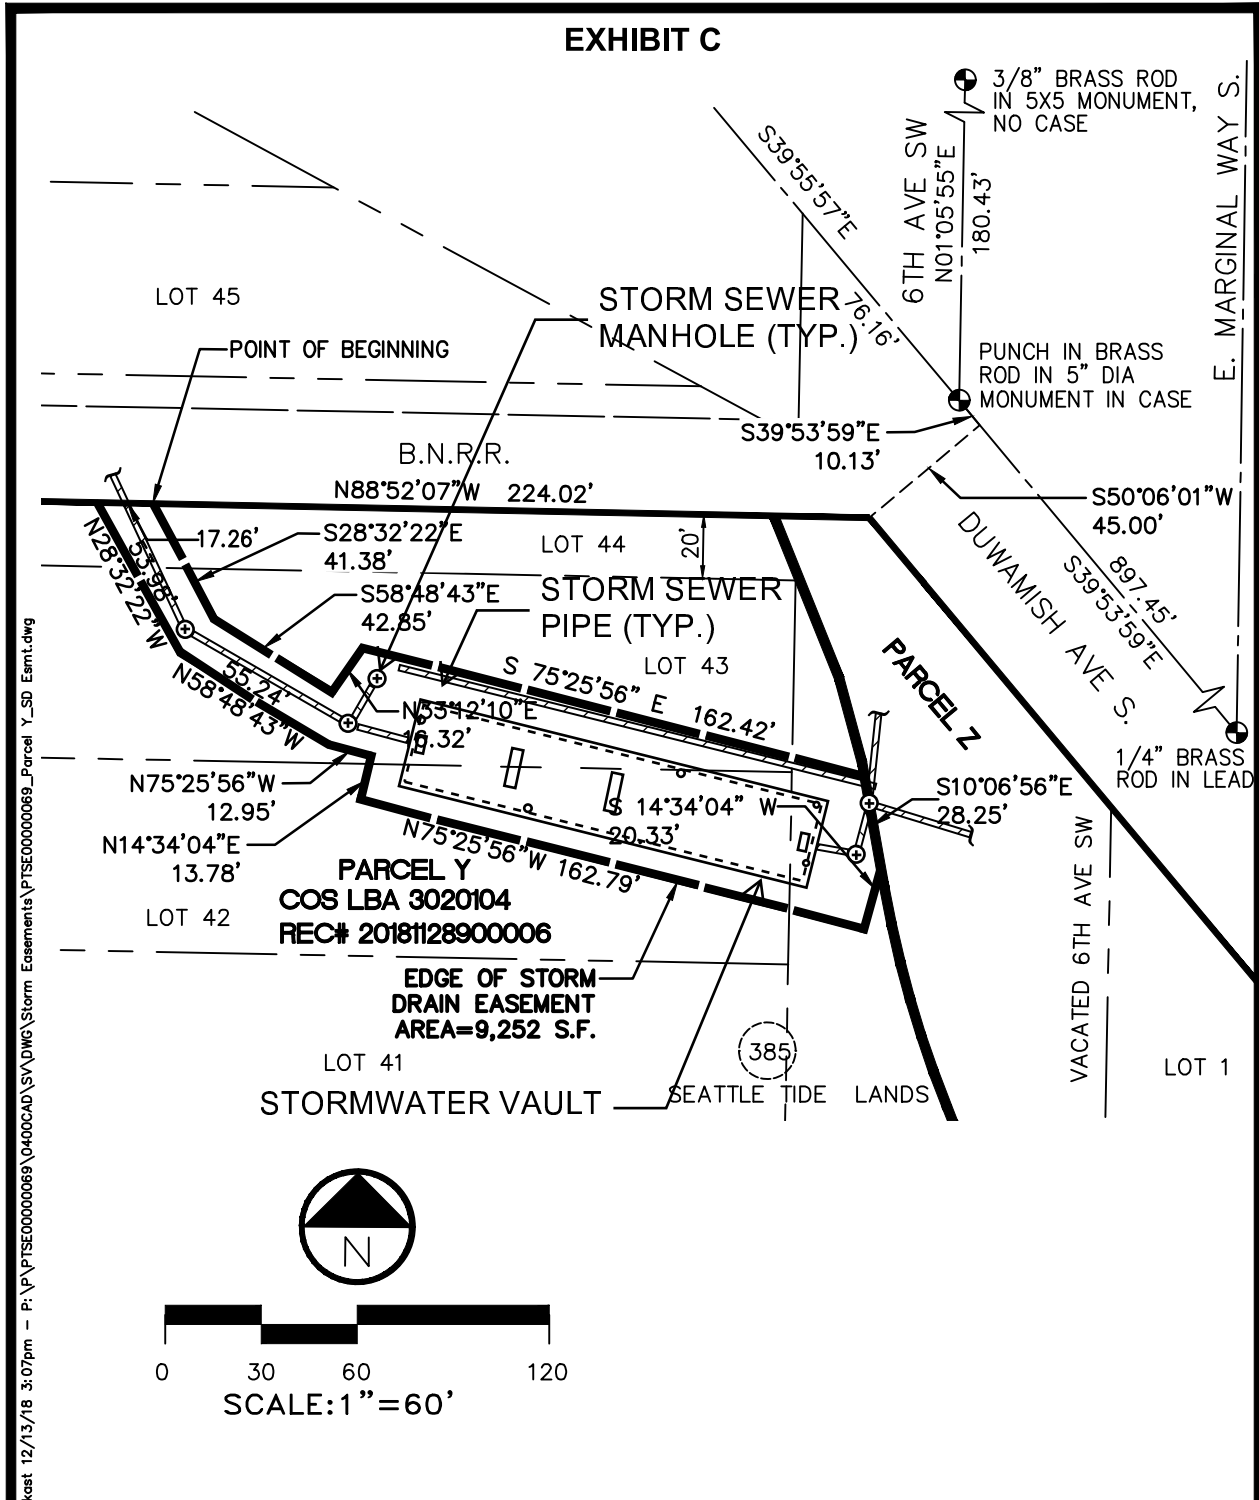 EXHIBIT C
3/8" BRASS ROD
IN 5X5 MONUMENT,
NO CASE
S39°55'57"E
76.16'
6TH AVE SW
N01°05'55"E
180.43'
E. MARGINAL WAY S.
LOT 45
STORM SEWER
MANHOLE (TYP.)
POINT OF BEGINNING
PUNCH IN BRASS
ROD IN 5" DIA
MONUMENT IN CASE
S39°53'59"E
10.13'
B.N.R.R.
N88°52'07"W 224.02'
S50°06'01"W
45.00'
17.26'
S28°32'22"E
41.38'
LOT 44
20'
N28°32'22"W
53.98'
S58°48'43"E
42.85'
STORM SEWER
PIPE (TYP.)
LOT 43
DUWAMISH AVE S.
897.45'
S39°53'59"E
PARCEL Z
S 75°25'56" E 162.42'
55.24'
N58°48'43"W
N33°12'10"E
16.32'
1/4" BRASS
ROD IN LEAD
N75°25'56"W
12.95'
S10°06'56"E
28.25'
S 14°34'04" W
20.33'
N14°34'04"E
13.78'
N75°25'56"W 162.79'
PARCEL Y
COS LBA 3020104
REC# 20181128900006
LOT 42
EDGE OF STORM
DRAIN EASEMENT
AREA=9,252 S.F.
VACATED 6TH AVE SW
LOT 41
385
LOT 1
STORMWATER VAULT
SEATTLE TIDE LANDS
N
0 30 60 120
SCALE:1"=60'
kast 12/13/18 3:07pm - P:\P\PTSE00000069\0400CAD\SV\DWG\Storm Easements\PTSE00000069_Parcel Y_SD Esmt.dwg